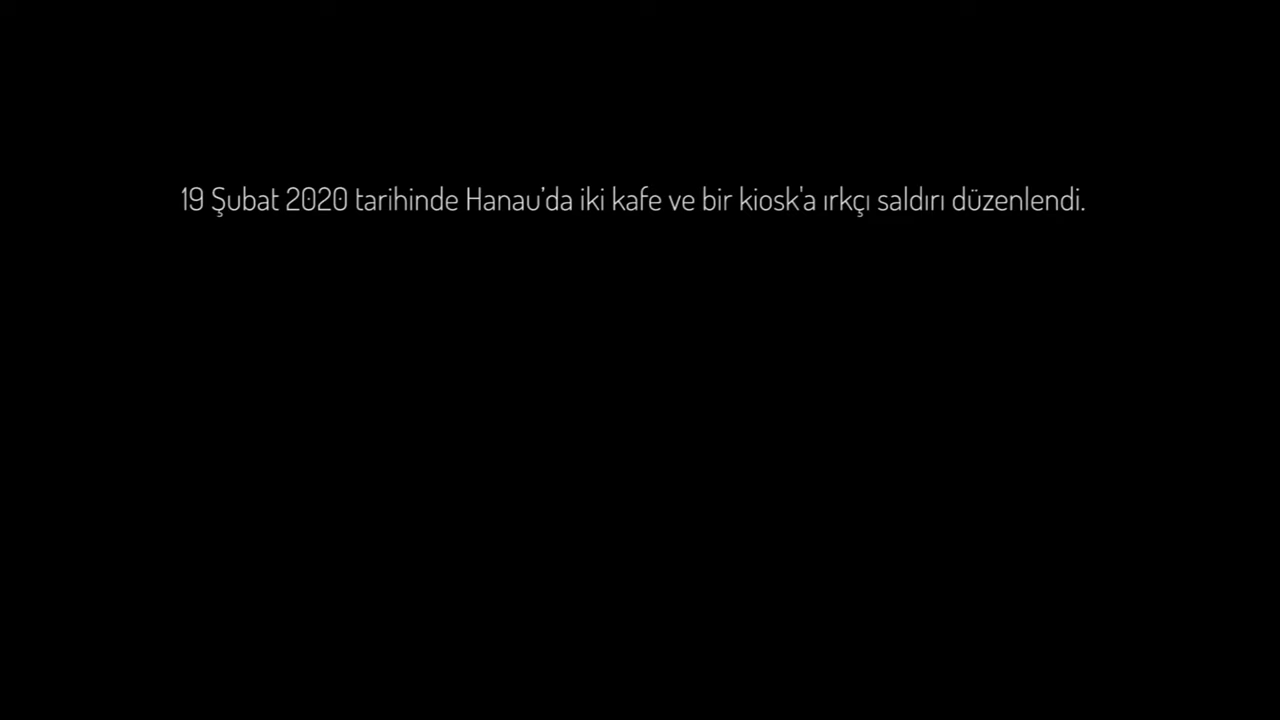 19 Şubat 2020 tarihinde Hanau’da iki kafe ve bir kiosk'a ırkçı saldırı düzenlendi.